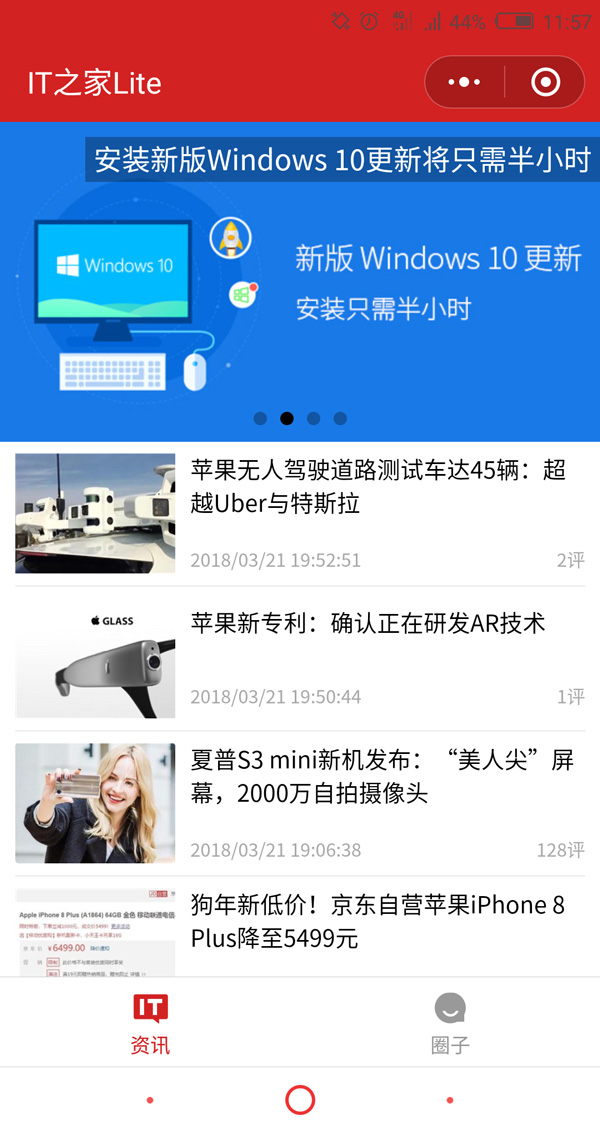 4G 44% 11:57
IT之家Lite
安装新版Windows 10更新将只需半小时
Windows 10
新版 Windows 10 更新
安装只需半小时
苹果无人驾驶道路测试车达45辆：超
越Uber与特斯拉
2018/03/21 19:52:51 2评
GLASS
苹果新专利：确认正在研发AR技术
2018/03/21 19:50:44 1评
夏普S3 mini新机发布：“美人尖”屏
幕，2000万自拍摄像头
2018/03/21 19:06:38 128评
狗年新低价！京东自营苹果iPhone 8
Plus降至5499元
Apple iPhone 8 Plus (A1864) 64GB 金色 移动联通电信
¥6499.00 降价通知
IT
资讯 圈子